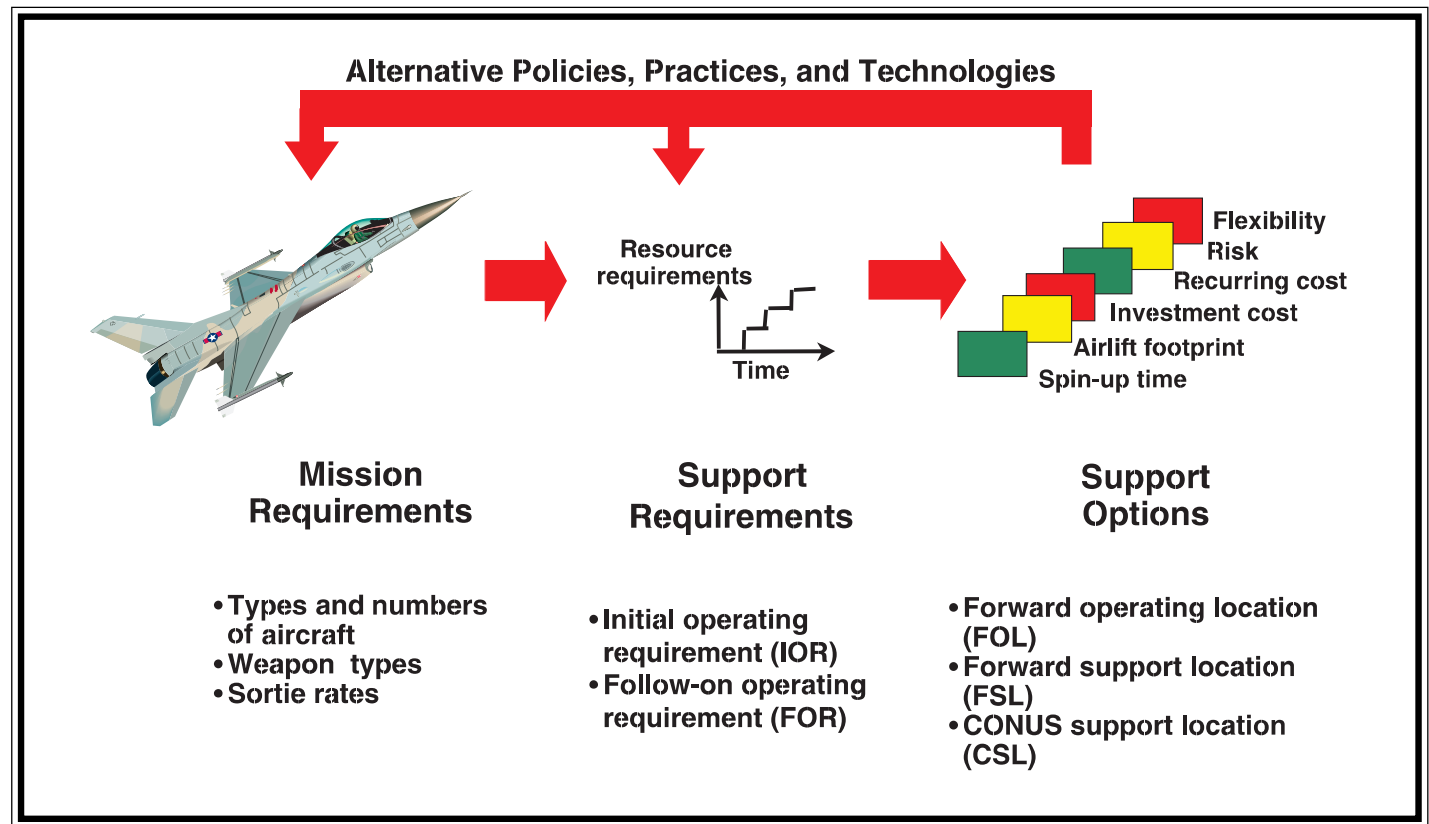 Alternative Policies, Practices, and Technologies
Resource
requirements
Time
Flexibility
Risk
Recurring cost
Investment cost
Airlift footprint
Spin-up time
Mission
Requirements
• Types and numbers
of aircraft
• Weapon types
• Sortie rates
Support
Requirements
• Initial operating
requirement (IOR)
• Follow-on operating
requirement (FOR)
Support
Options
• Forward operating location
(FOL)
• Forward support location
(FSL)
• CONUS support location
(CSL)